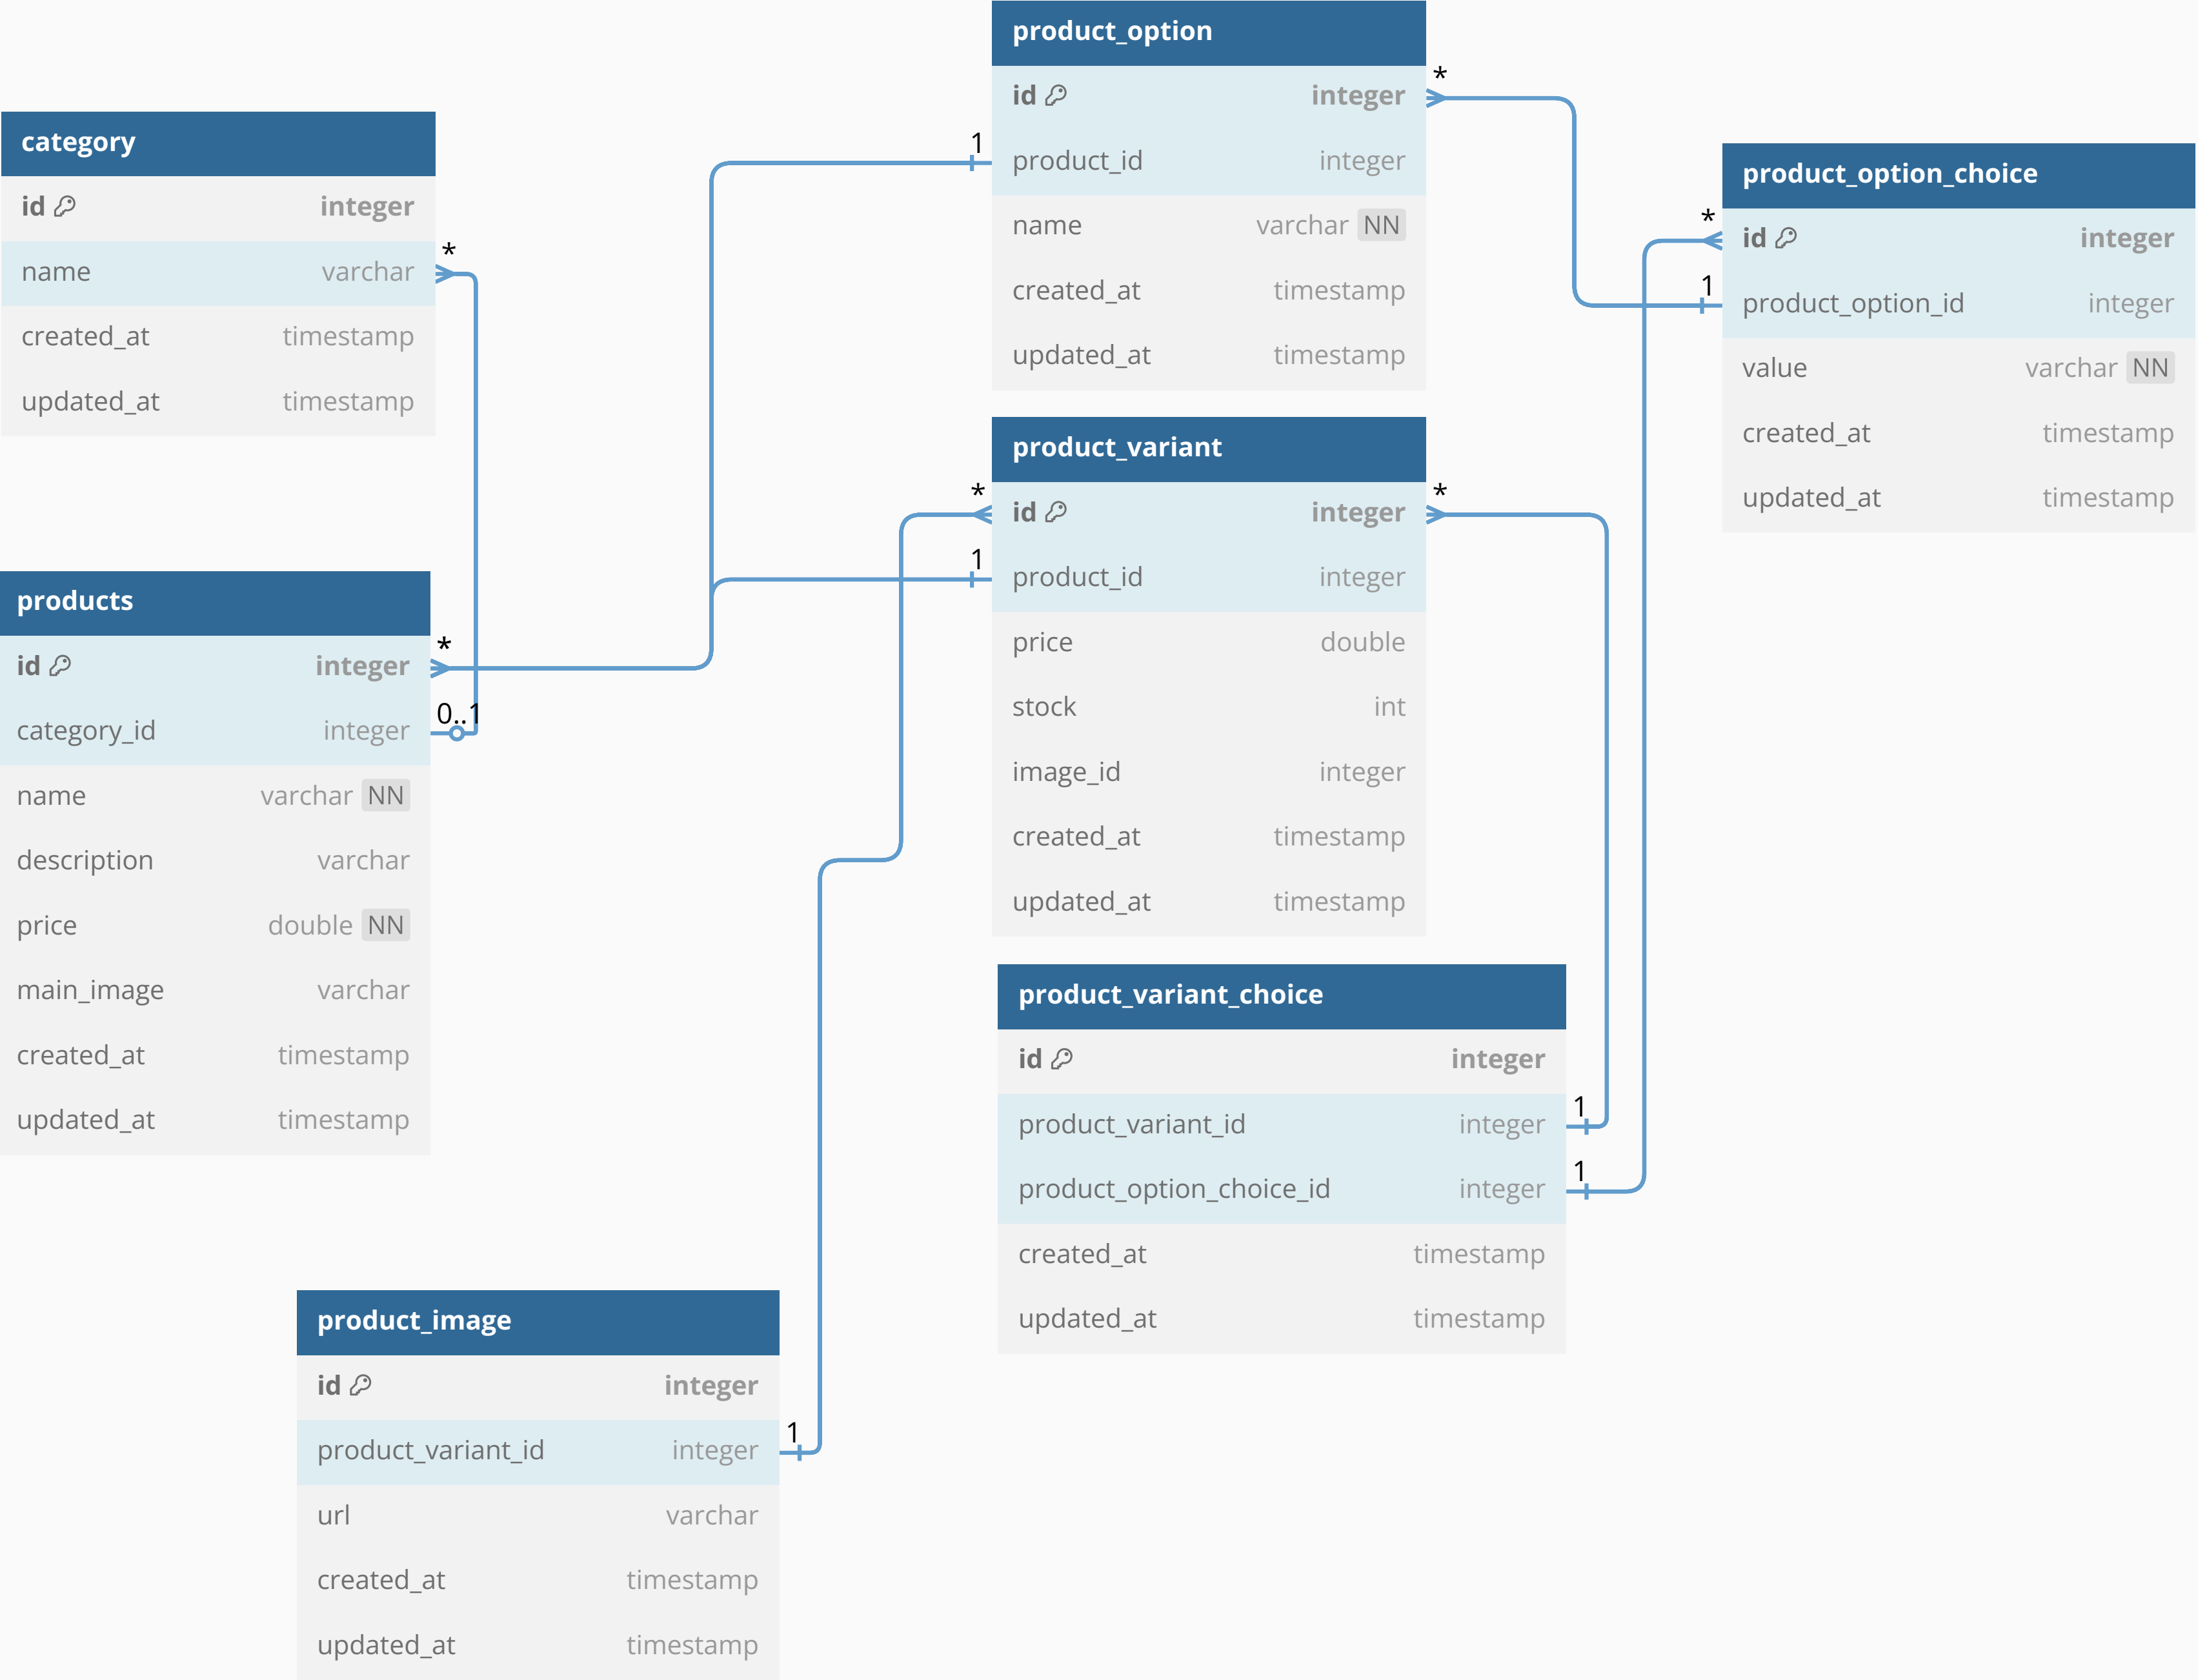 category
id integer
name varchar
created_at timestamp
updated_at timestamp
*
products
id integer
category_id integer
name varchar NN
description varchar
price double NN
main_image varchar
created_at timestamp
updated_at timestamp
*
0..1
product_option
id integer
product_id integer
name varchar NN
created_at timestamp
updated_at timestamp
*
1
product_variant
id integer
product_id integer
price double
stock int
image_id integer
created_at timestamp
updated_at timestamp
*
*
1
product_option_choice
id integer
product_option_id integer
value varchar NN
created_at timestamp
updated_at timestamp
*
1
product_variant_choice
id integer
product_variant_id integer
product_option_choice_id integer
created_at timestamp
updated_at timestamp
1
1
product_image
id integer
product_variant_id integer
url varchar
created_at timestamp
updated_at timestamp
1